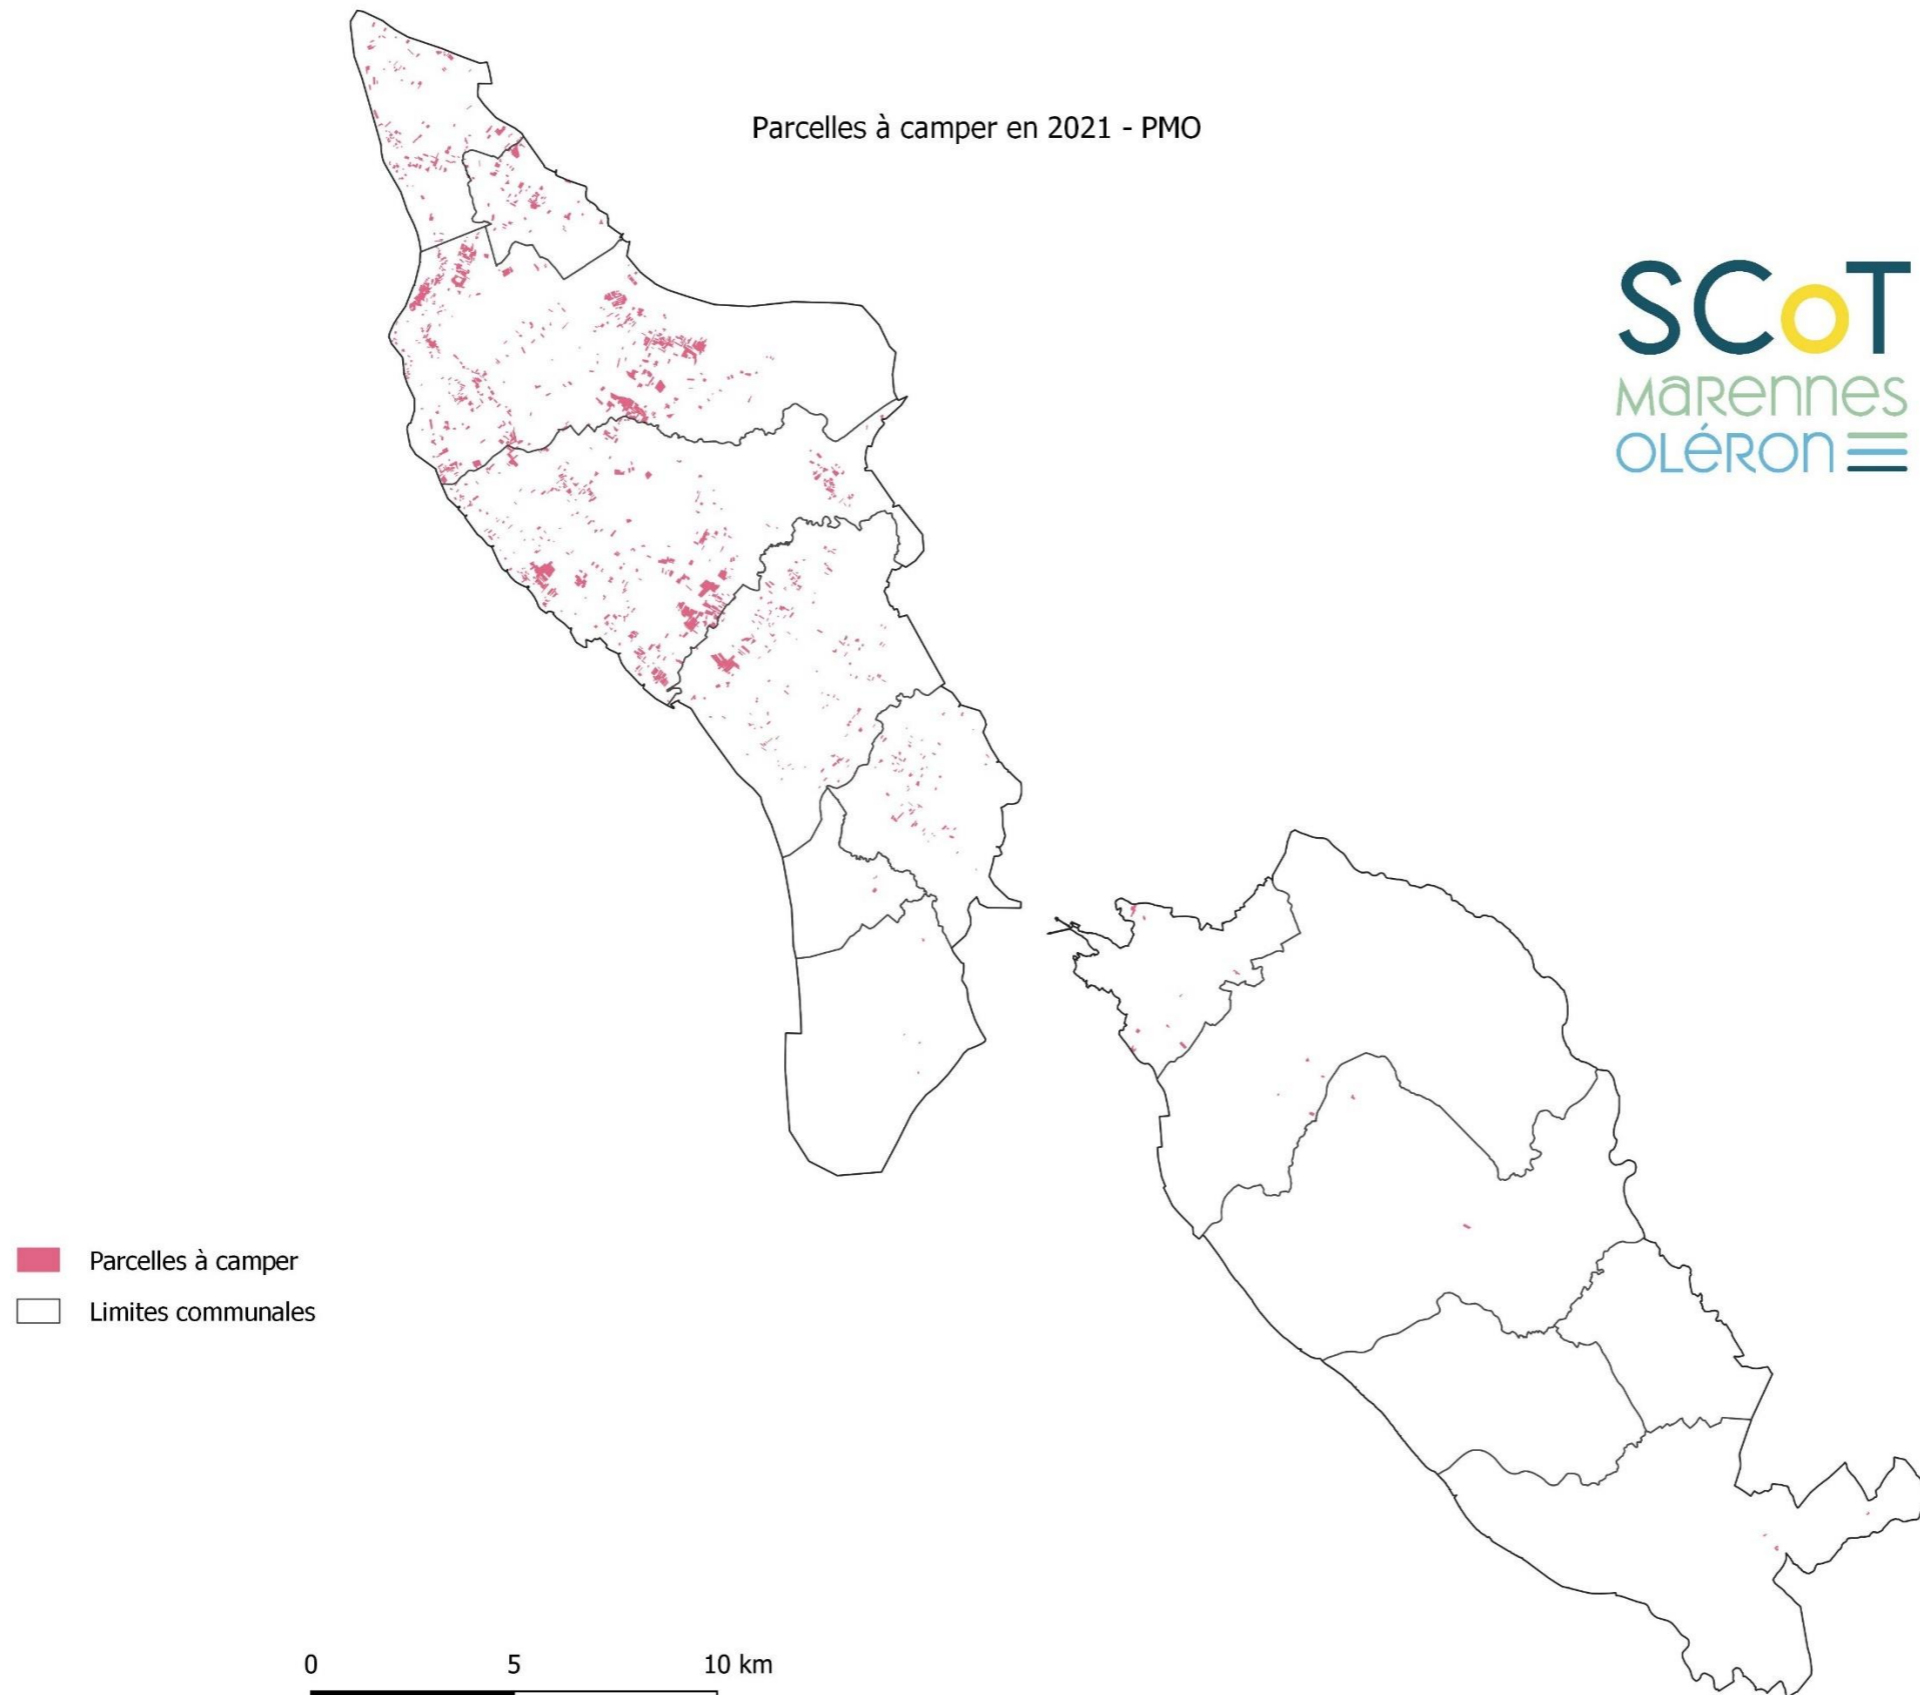 Parcelles à camper en 2021 - PMO
SCoT
MaRennes
OLéRon
Parcelles à camper
Limites communales
0 5 10 km